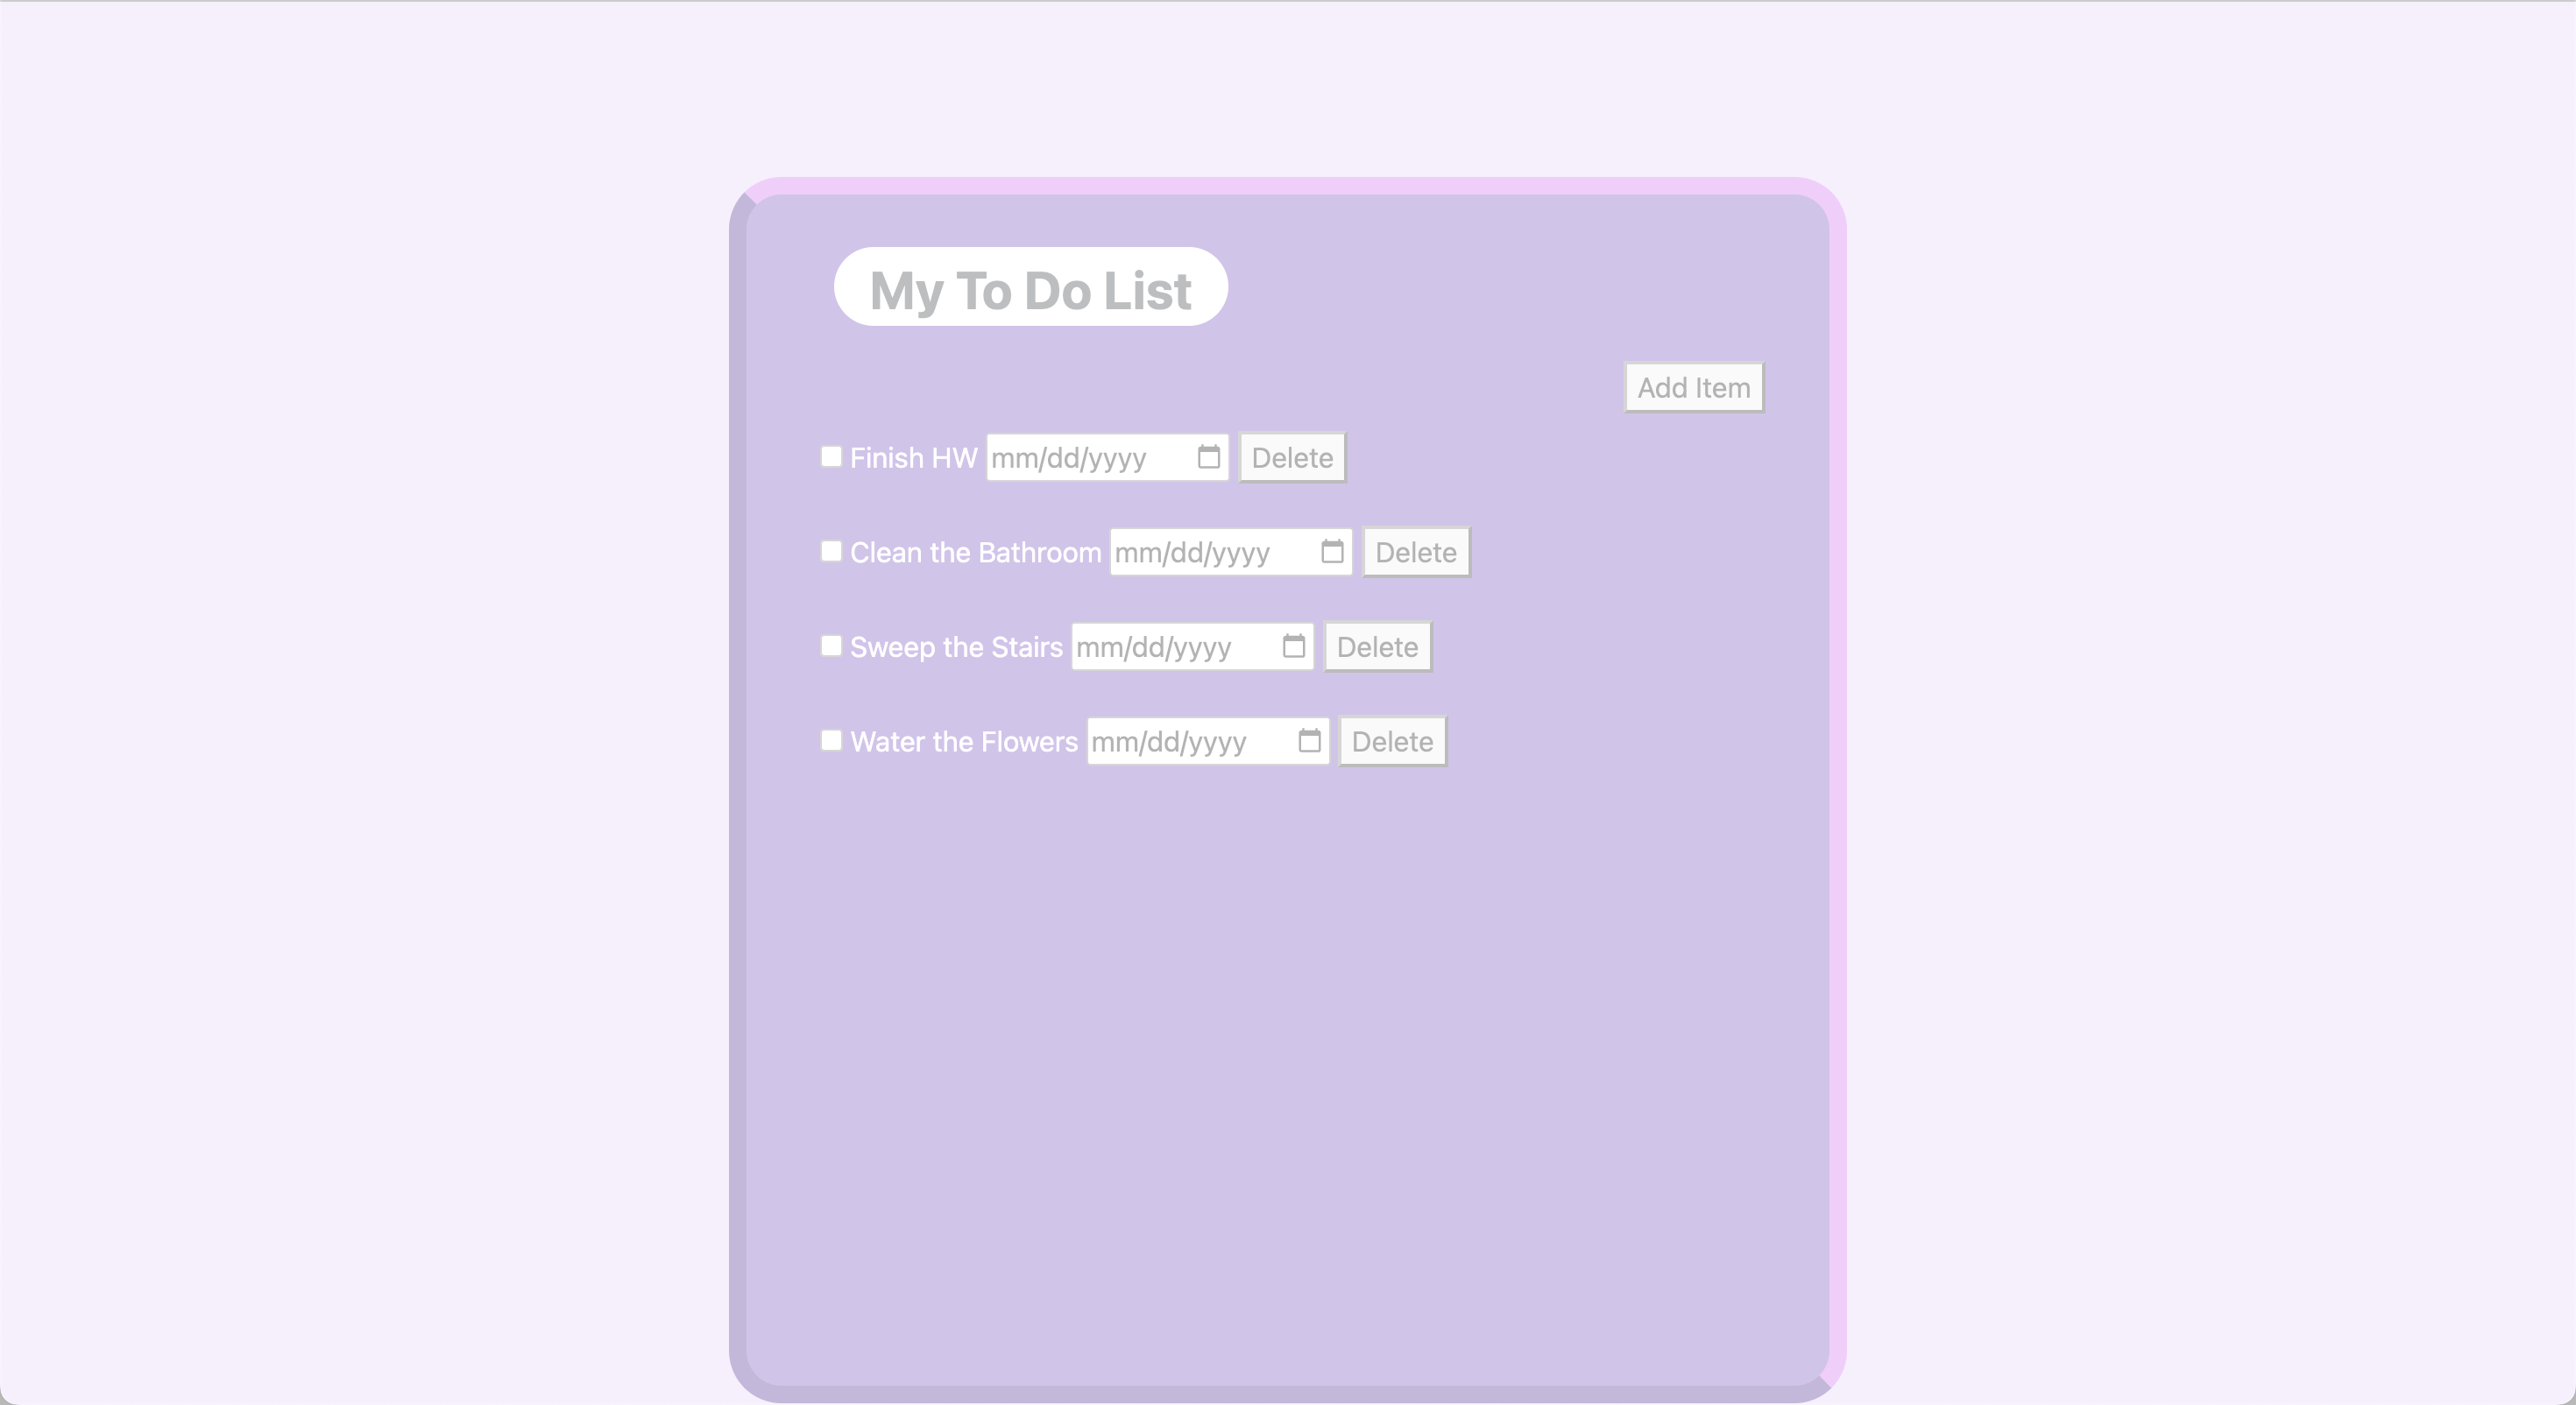 My To Do List
Add Item
Finish HW mm/dd/yyyy Delete
Clean the Bathroom mm/dd/yyyy Delete
Sweep the Stairs mm/dd/yyyy Delete
Water the Flowers mm/dd/yyyy Delete